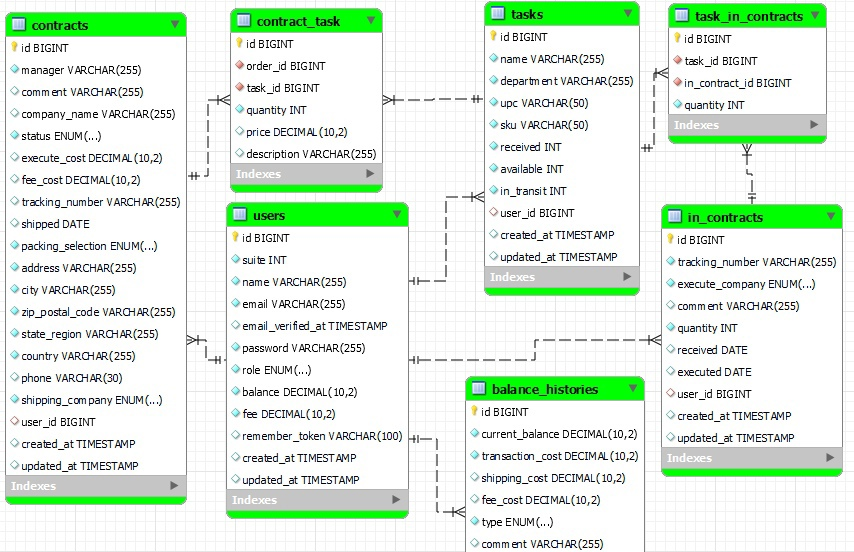 contracts
id BIGINT
manager VARCHAR(255)
comment VARCHAR(255)
company_name VARCHAR(255)
status ENUM(...)
execute_cost DECIMAL(10,2)
fee_cost DECIMAL(10,2)
tracking_number VARCHAR(255)
shipped DATE
packing_selection ENUM(...)
address VARCHAR(255)
city VARCHAR(255)
zip_postal_code VARCHAR(255)
state_region VARCHAR(255)
country VARCHAR(255)
phone VARCHAR(30)
shipping_company ENUM(...)
user_id BIGINT
created_at TIMESTAMP
updated_at TIMESTAMP
Indexes
contract_task
id BIGINT
order_id BIGINT
task_id BIGINT
quantity INT
price DECIMAL(10,2)
description VARCHAR(255)
Indexes
users
id BIGINT
suite INT
name VARCHAR(255)
email VARCHAR(255)
email_verified_at TIMESTAMP
password VARCHAR(255)
role ENUM(...)
balance DECIMAL(10,2)
fee DECIMAL(10,2)
remember_token VARCHAR(100)
created_at TIMESTAMP
updated_at TIMESTAMP
Indexes
tasks
id BIGINT
name VARCHAR(255)
department VARCHAR(255)
upc VARCHAR(50)
sku VARCHAR(50)
received INT
available INT
in_transit INT
user_id BIGINT
created_at TIMESTAMP
updated_at TIMESTAMP
Indexes
balance_histories
id BIGINT
current_balance DECIMAL(10,2)
transaction_cost DECIMAL(10,2)
shipping_cost DECIMAL(10,2)
fee_cost DECIMAL(10,2)
type ENUM(...)
comment VARCHAR(255)
task_in_contracts
id BIGINT
task_id BIGINT
in_contract_id BIGINT
quantity INT
Indexes
in_contracts
id BIGINT
tracking_number VARCHAR(255)
execute_company ENUM(...)
comment VARCHAR(255)
quantity INT
received DATE
executed DATE
user_id BIGINT
created_at TIMESTAMP
updated_at TIMESTAMP
Indexes